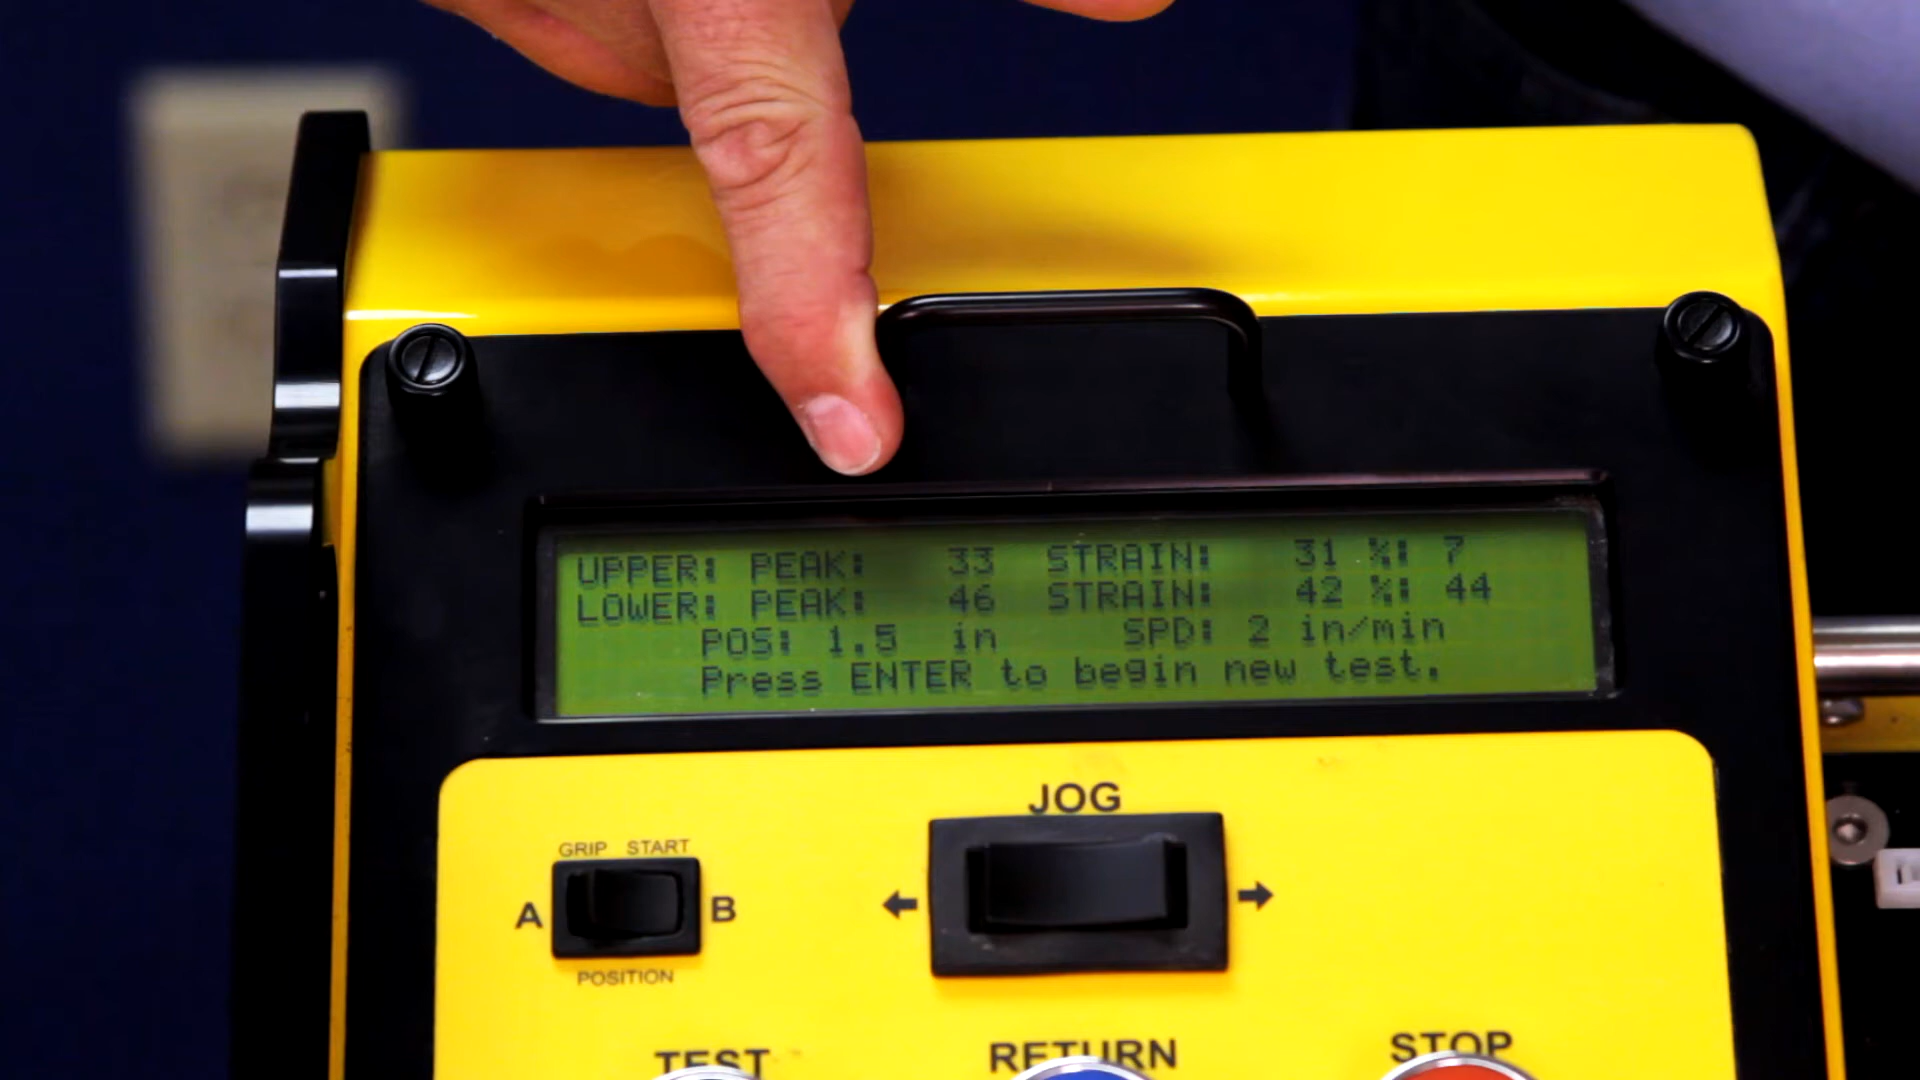 UPPER: PEAK: 33 STRAIN: 31 %: 7
LOWER: PEAK: 46 STRAIN: 42 %: 44
POS: 1.5 in SPD: 2 in/min
Press ENTER to begin new test.
JOG
GRIP START
A B
POSITION
TEST RETURN STOP